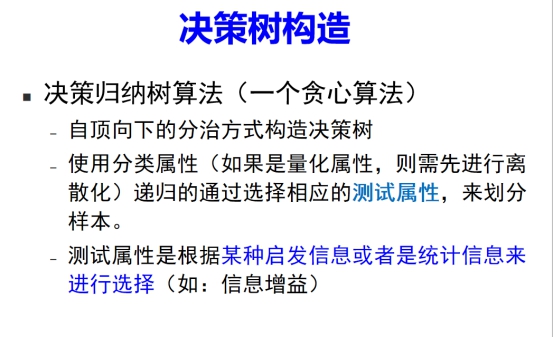 决策树构造
▪ 决策归纳树算法（一个贪心算法）
– 自顶向下的分治方式构造决策树
– 使用分类属性（如果是量化属性，则需先进行离
散化）递归的通过选择相应的测试属性，来划分
样本。
– 测试属性是根据某种启发信息或者是统计信息来
进行选择（如：信息增益）